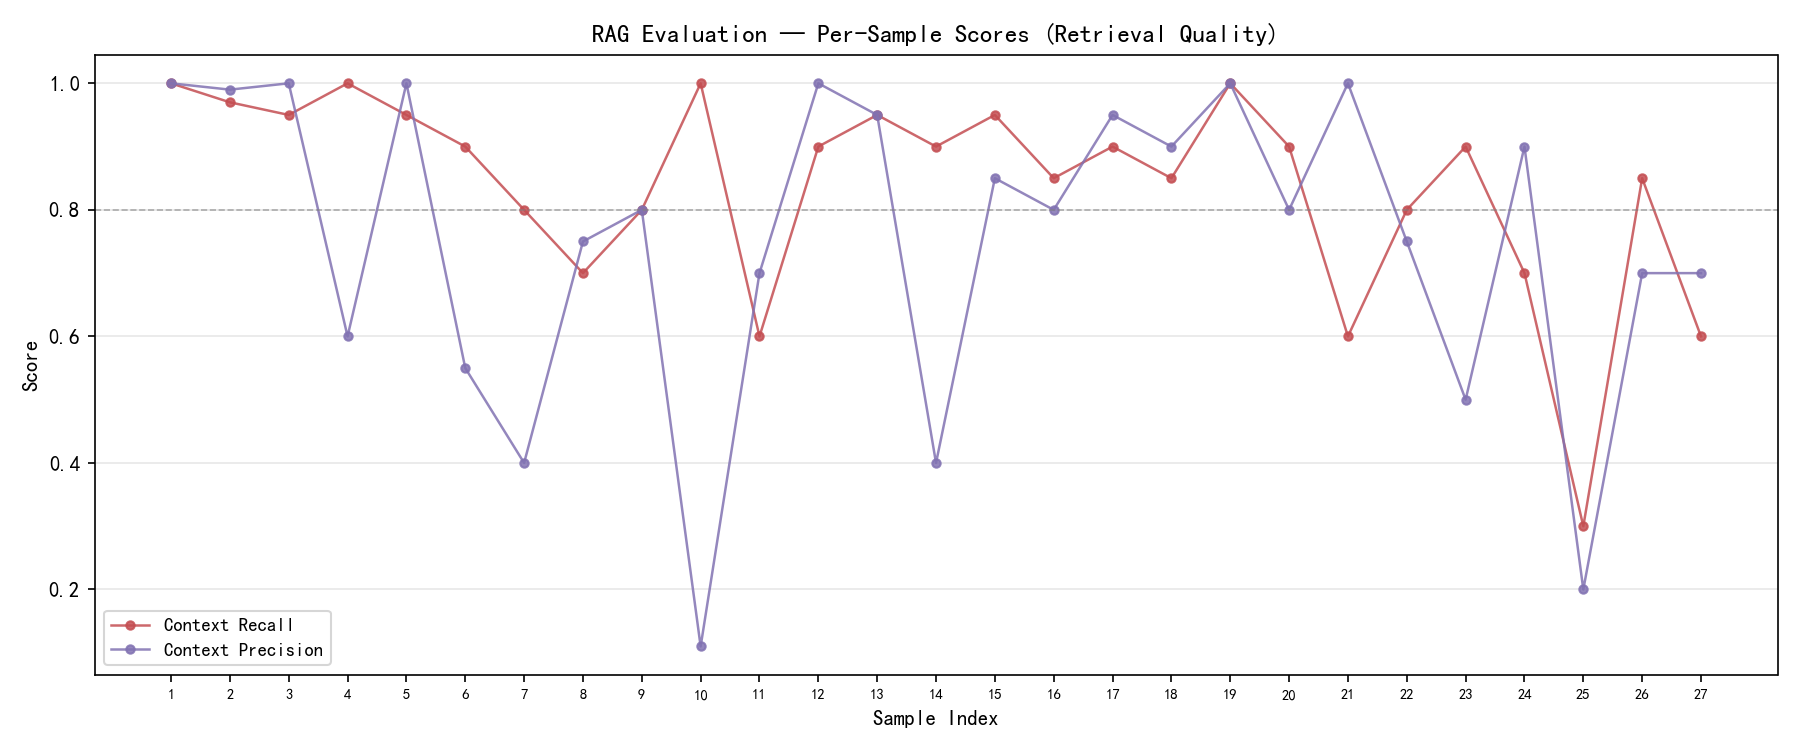 RAG Evaluation — Per-Sample Scores (Retrieval Quality)
Score
1.0
0.8
0.6
0.4
0.2
Context Recall
Context Precision
1 2 3 4 5 6 7 8 9 10 11 12 13 14 15 16 17 18 19 20 21 22 23 24 25 26 27
Sample Index